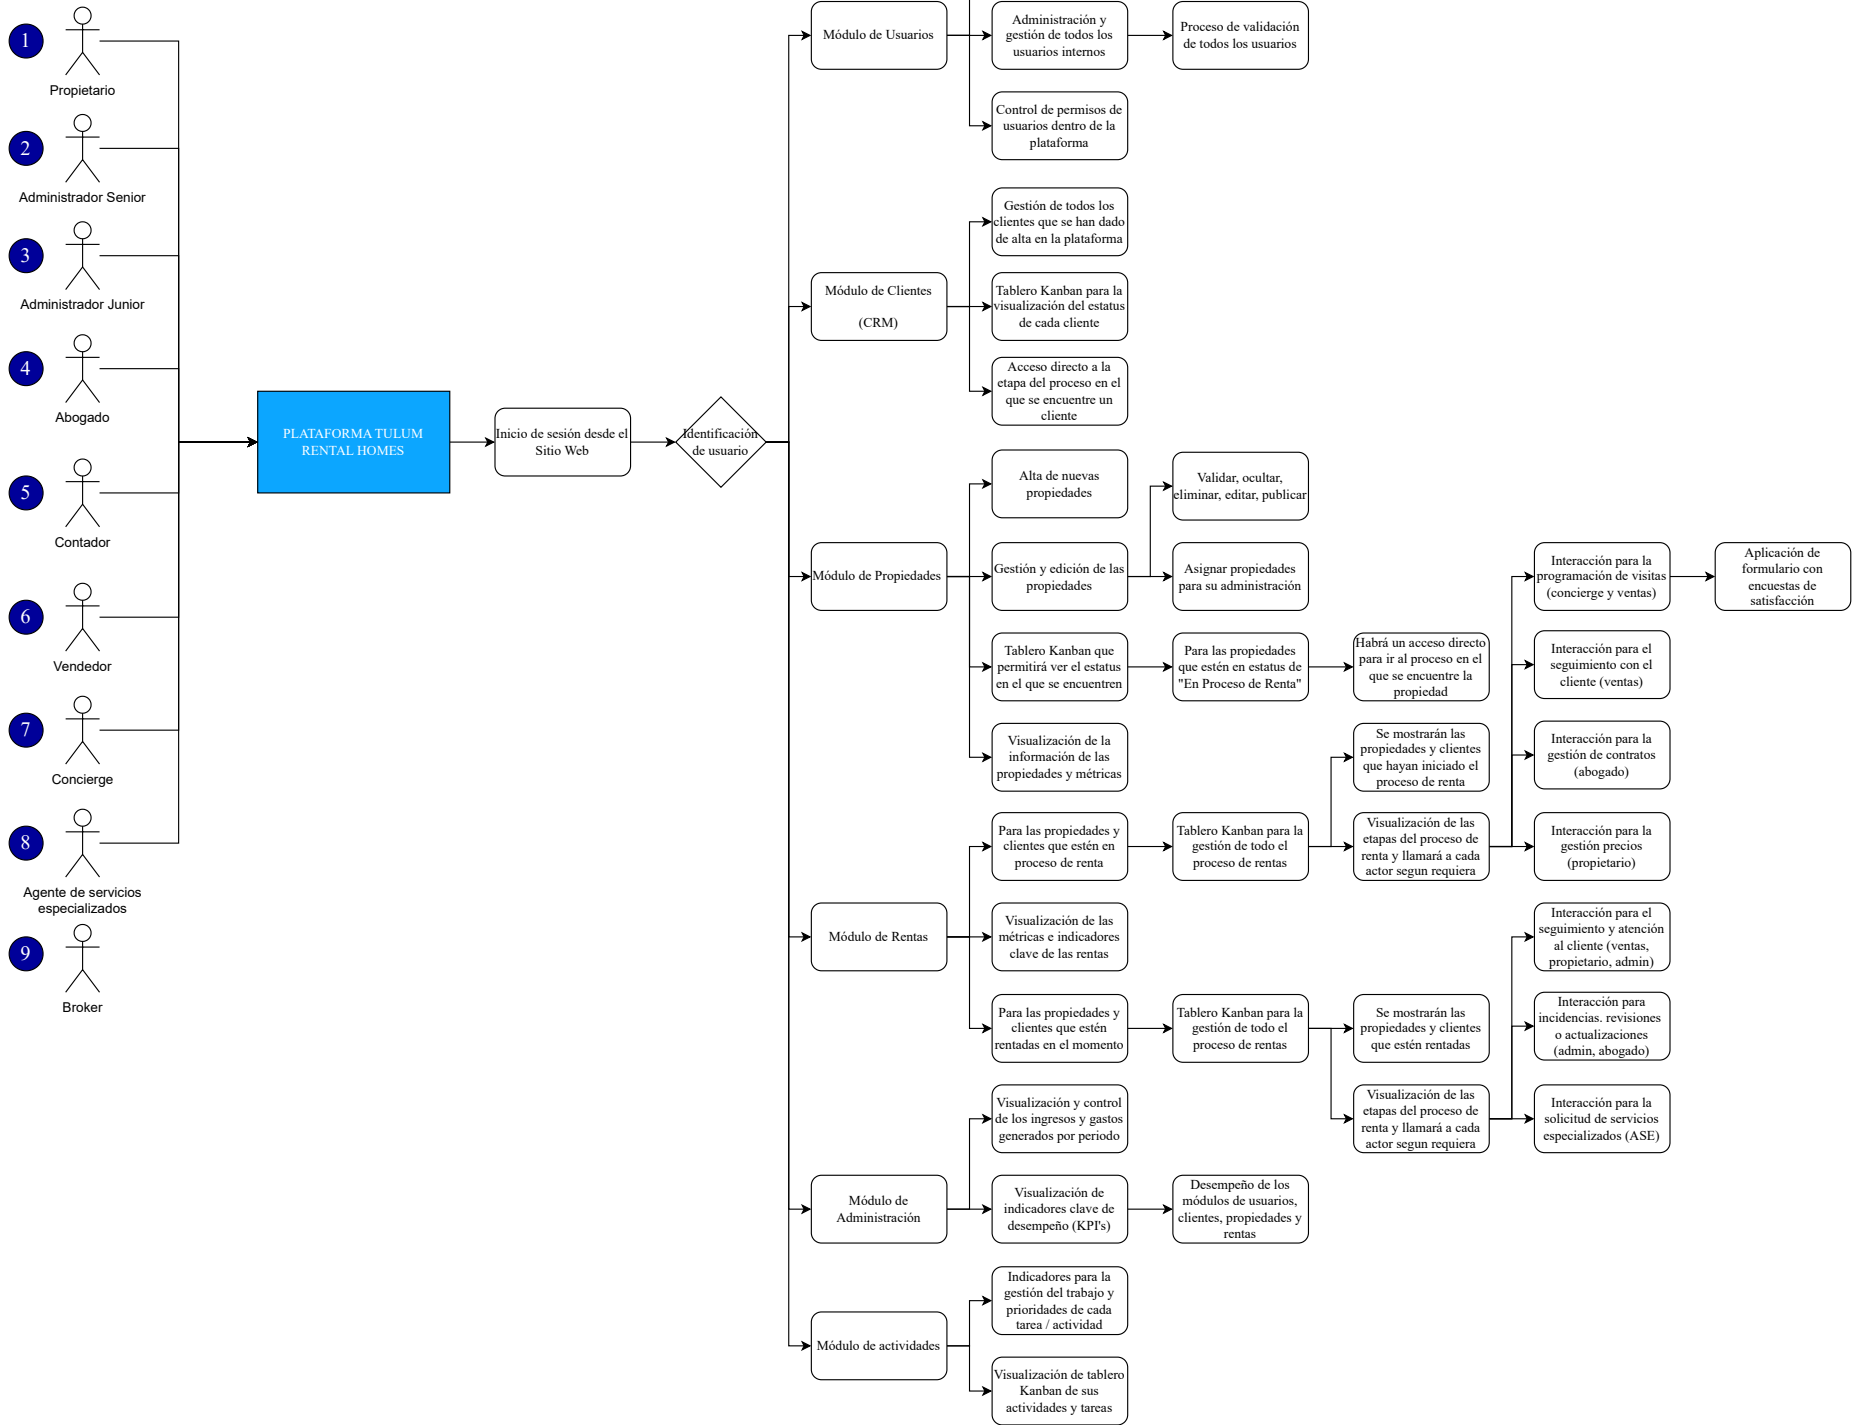 1
Propietario
2
Administrador Senior
3
Administrador Junior
4
Abogado
5
Contador
6
Vendedor
7
Concierge
8
Agente de servicios
especializados
9
Broker
PLATAFORMA TULUM
RENTAL HOMES
Inicio de sesión desde el
Sitio Web
Identificación
de usuario
Módulo de Usuarios
Administración y
gestión de todos los
usuarios internos
Proceso de validación
de todos los usuarios
Control de permisos de
usuarios dentro de la
plataforma
Módulo de Clientes
(CRM)
Gestión de todos los
clientes que se han dado
de alta en la plataforma
Tablero Kanban para la
visualización del estatus
de cada cliente
Acceso directo a la
etapa del proceso en el
que se encuentre un
cliente
Módulo de Propiedades
Alta de nuevas
propiedades
Gestión y edición de las
propiedades
Validar, ocultar,
eliminar, editar, publicar
Asignar propiedades
para su administración
Tablero Kanban que
permitirá ver el estatus
en el que se encuentren
Para las propiedades
que estén en estatus de
"En Proceso de Renta"
Habrá un acceso directo
para ir al proceso en el
que se encuentre la
propiedad
Visualización de la
información de las
propiedades y métricas
Módulo de Rentas
Para las propiedades y
clientes que estén en
proceso de renta
Tablero Kanban para la
gestión de todo el
proceso de rentas
Se mostrarán las
propiedades y clientes
que hayan iniciado el
proceso de renta
Visualización de las
etapas del proceso de
renta y llamará a cada
actor segun requiera
Interacción para la
programación de visitas
(concierge y ventas)
Aplicación de
formulario con
encuestas de
satisfacción
Interacción para el
seguimiento con el
cliente (ventas)
Interacción para la
gestión de contratos
(abogado)
Interacción para la
gestión precios
(propietario)
Visualización de las
métricas e indicadores
clave de las rentas
Para las propiedades y
clientes que estén
rentadas en el momento
Tablero Kanban para la
gestión de todo el
proceso de rentas
Se mostrarán las
propiedades y clientes
que estén rentadas
Visualización de las
etapas del proceso de
renta y llamará a cada
actor segun requiera
Interacción para el
seguimiento y atención
al cliente (ventas,
propietario, admin)
Interacción para
incidencias. revisiones
o actualizaciones
(admin, abogado)
Interacción para la
solicitud de servicios
especializados (ASE)
Módulo de
Administración
Visualización y control
de los ingresos y gastos
generados por periodo
Visualización de
indicadores clave de
desempeño (KPI's)
Desempeño de los
módulos de usuarios,
clientes, propiedades y
rentas
Módulo de actividades
Indicadores para la
gestión del trabajo y
prioridades de cada
tarea / actividad
Visualización de tablero
Kanban de sus
actividades y tareas